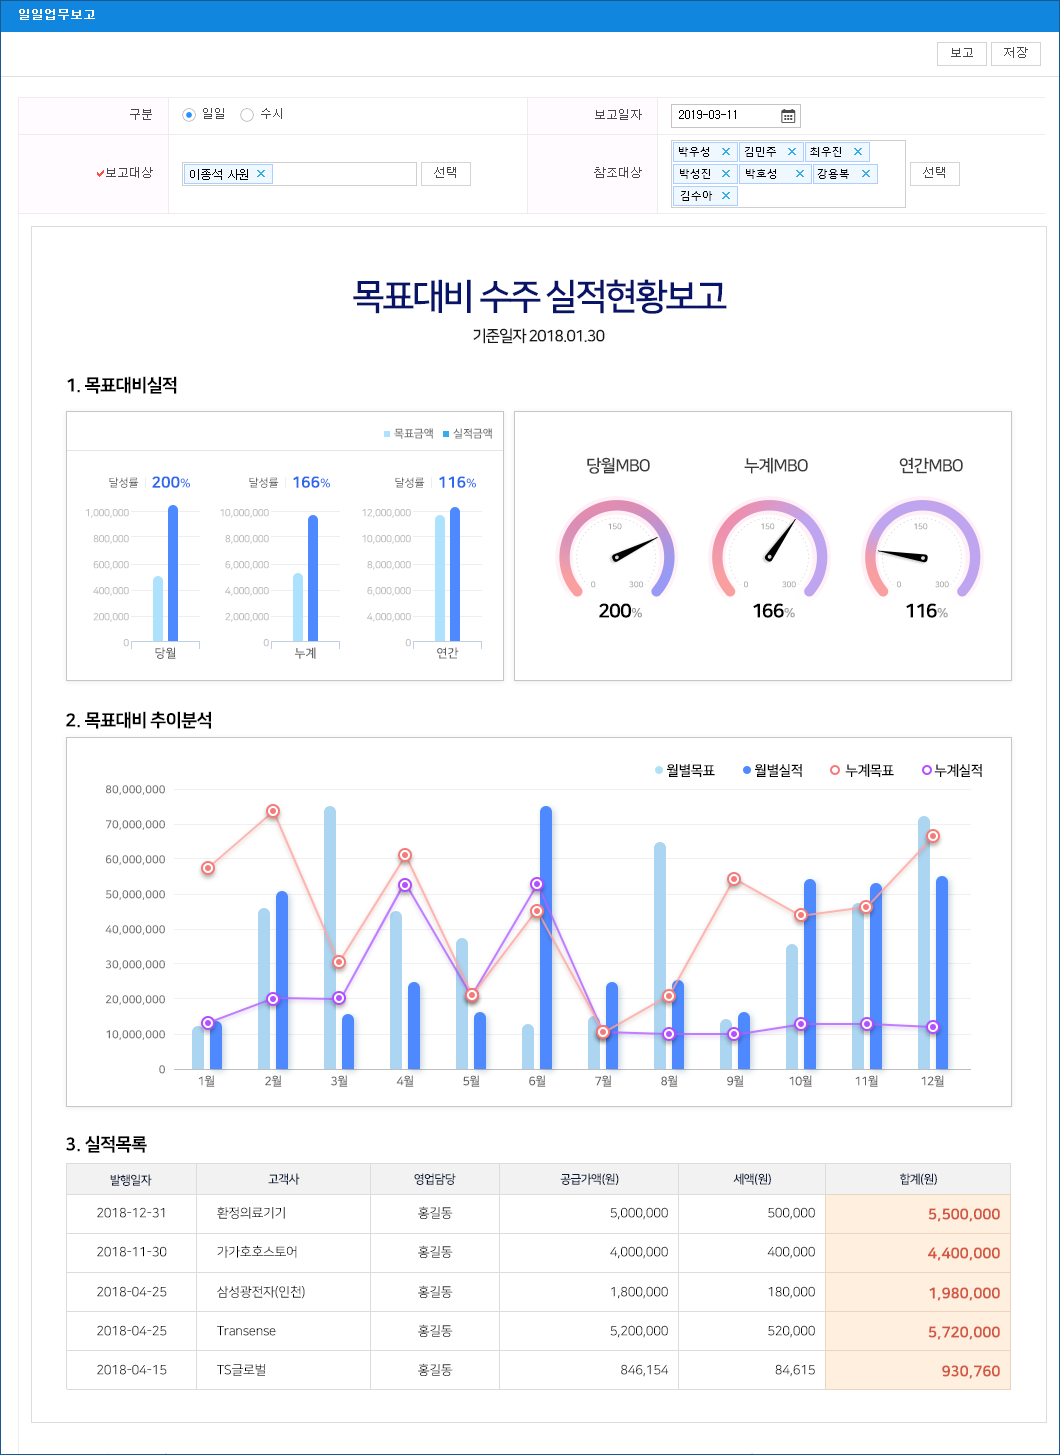 일일업무보고
보고 저장
구분 일일 수시 보고일자 2019-03-11
보고대상 이종석 사원 선택 참조대상 박우성 김민주 최우진
박성진 박호성 강용복 선택
김수아
목표대비 수주 실적현황보고
기준일자 2018.01.30
1. 목표대비실적
목표금액 실적금액
달성률 200% 달성률 166% 달성률 116%
1,000,000 10,000,000 12,000,000
800,000 8,000,000 10,000,000
600,000 6,000,000 8,000,000
400,000 4,000,000 6,000,000
200,000 2,000,000 4,000,000
0 0 0
당월 누계 연간
당월MBO 누계MBO 연간MBO
150 150 150
0 300 0 300 0 300
200% 166% 116%
2. 목표대비 추이분석
월별목표 월별실적 누계목표 누계실적
80,000,000
70,000,000
60,000,000
50,000,000
40,000,000
30,000,000
20,000,000
10,000,000
0
1월 2월 3월 4월 5월 6월 7월 8월 9월 10월 11월 12월
3. 실적목록
발행일자 고객사 영업담당 공급가액(원) 세액(원) 합계(원)
2018-12-31 환정의료기기 홍길동 5,000,000 500,000 5,500,000
2018-11-30 가가호호스토어 홍길동 4,000,000 400,000 4,400,000
2018-04-25 삼성광전자(인천) 홍길동 1,800,000 180,000 1,980,000
2018-04-25 Transense 홍길동 5,200,000 520,000 5,720,000
2018-04-15 TS글로벌 홍길동 846,154 84,615 930,760